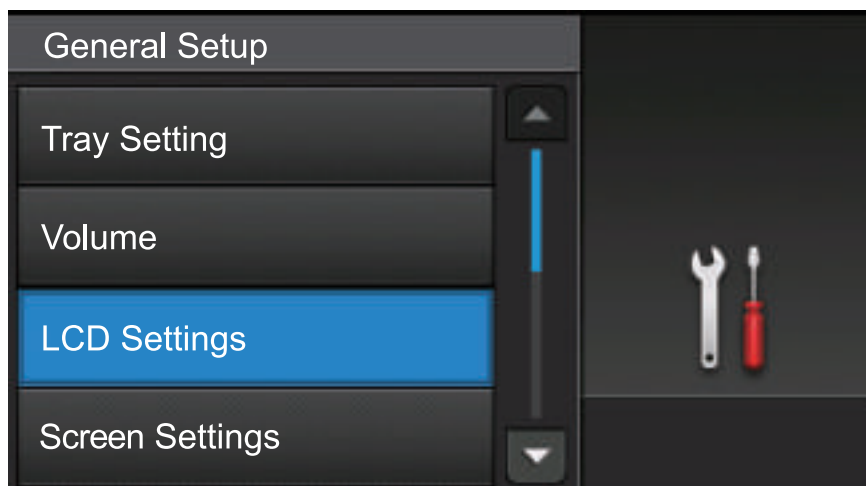 General Setup
Tray Setting
Volume
LCD Settings
Screen Settings